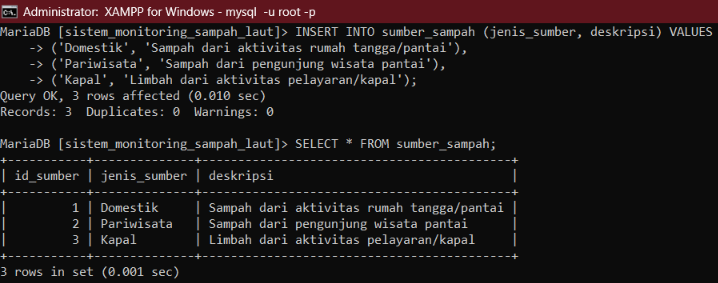 Administrator: XAMPP for Windows - mysql -u root -p
MariaDB [sistem_monitoring_sampah_laut]> INSERT INTO sumber_sampah (jenis_sumber, deskripsi) VALUES
    -> ('Domestik', 'Sampah dari aktivitas rumah tangga/pantai'),
    -> ('Pariwisata', 'Sampah dari pengunjung wisata pantai'),
    -> ('Kapal', 'Limbah dari aktivitas pelayaran/kapal');
Query OK, 3 rows affected (0.010 sec)
Records: 3  Duplicates: 0  Warnings: 0

MariaDB [sistem_monitoring_sampah_laut]> SELECT * FROM sumber_sampah;
+-----------+--------------+-------------------------------------------+
| id_sumber | jenis_sumber | deskripsi                                 |
+-----------+--------------+-------------------------------------------+
|         1 | Domestik     | Sampah dari aktivitas rumah tangga/pantai |
|         2 | Pariwisata   | Sampah dari pengunjung wisata pantai      |
|         3 | Kapal        | Limbah dari aktivitas pelayaran/kapal     |
+-----------+--------------+-------------------------------------------+
3 rows in set (0.001 sec)